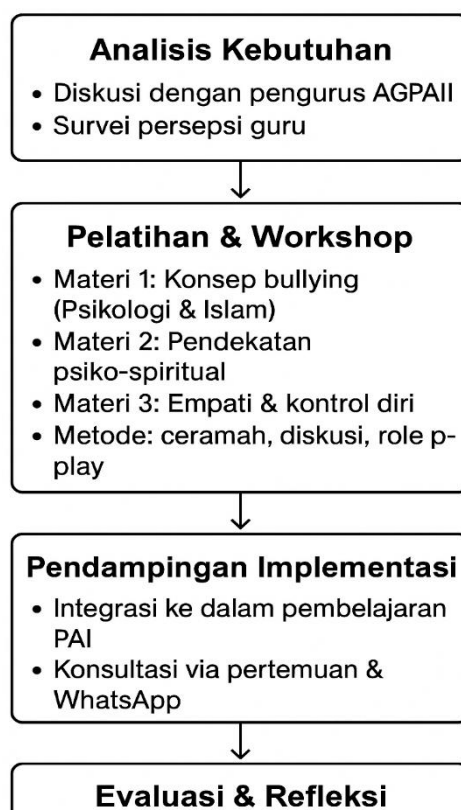 Analisis Kebutuhan
• Diskusi dengan pengurus AGPAII
• Survei persepsi guru
Pelatihan & Workshop
• Materi 1: Konsep bullying
(Psikologi & Islam)
• Materi 2: Pendekatan
psiko-spiritual
• Materi 3: Empati & kontrol diri
• Metode: ceramah, diskusi, role p-
play
Pendampingan Implementasi
• Integrasi ke dalam pembelajaran
PAI
• Konsultasi via pertemuan &
WhatsApp
Evaluasi & Refleksi